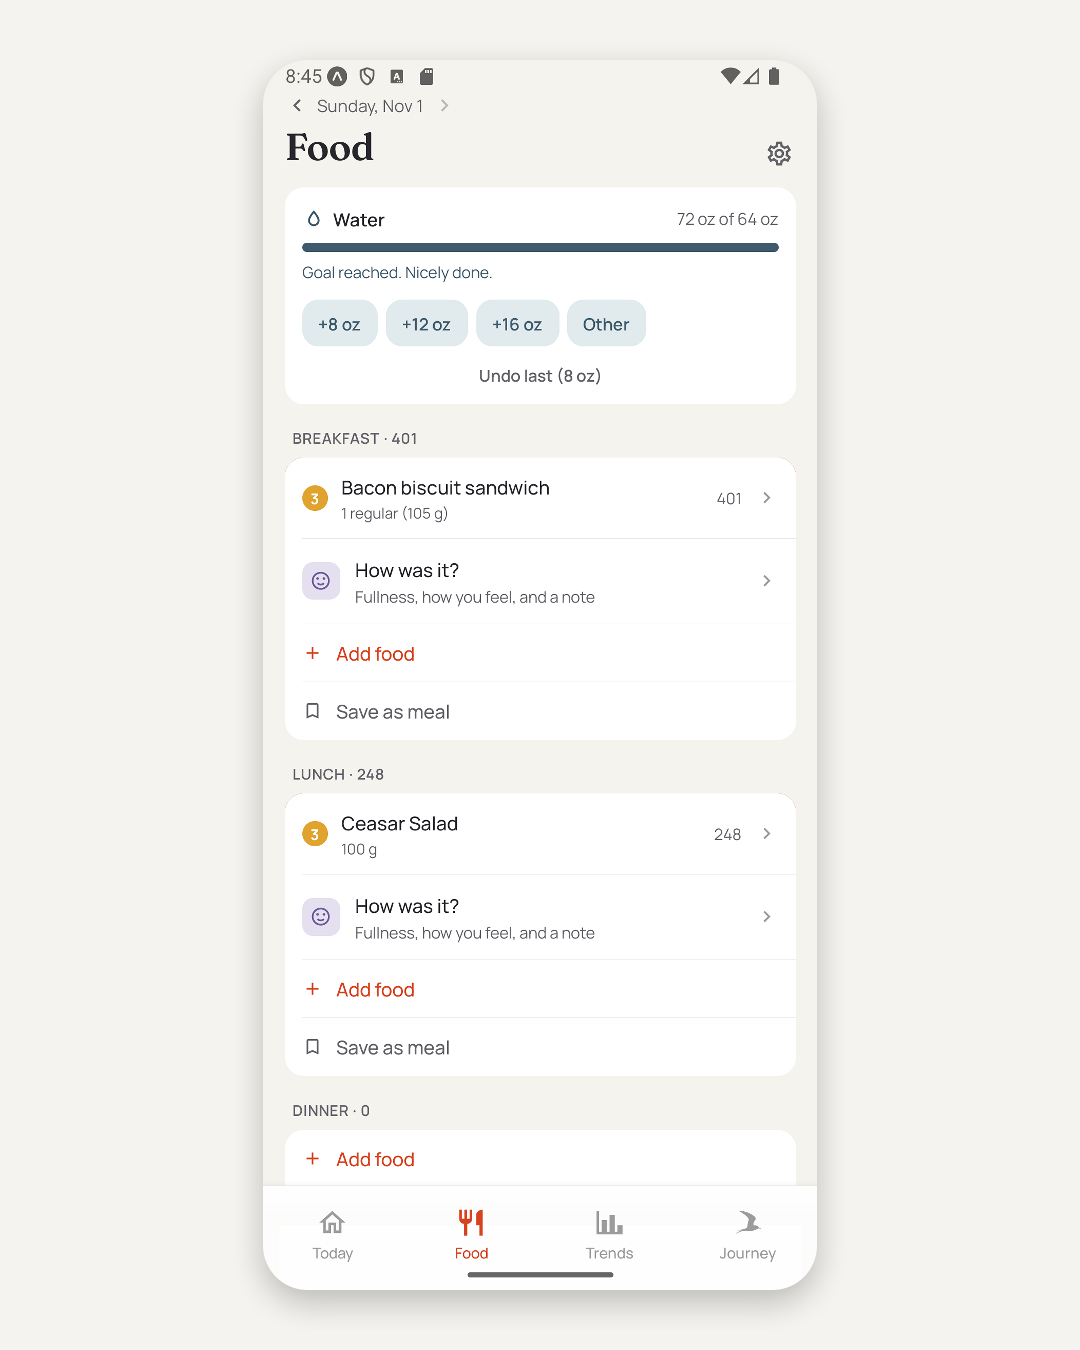 8:45
Sunday, Nov 1
Food
Water
72 oz of 64 oz
Goal reached. Nicely done.
+8 oz
+12 oz
+16 oz
Other
Undo last (8 oz)
BREAKFAST · 401
3
Bacon biscuit sandwich
401
1 regular (105 g)
How was it?
Fullness, how you feel, and a note
+ Add food
Save as meal
LUNCH · 248
3
Ceasar Salad
248
100 g
How was it?
Fullness, how you feel, and a note
+ Add food
Save as meal
DINNER · 0
+ Add food
Today
Food
Trends
Journey